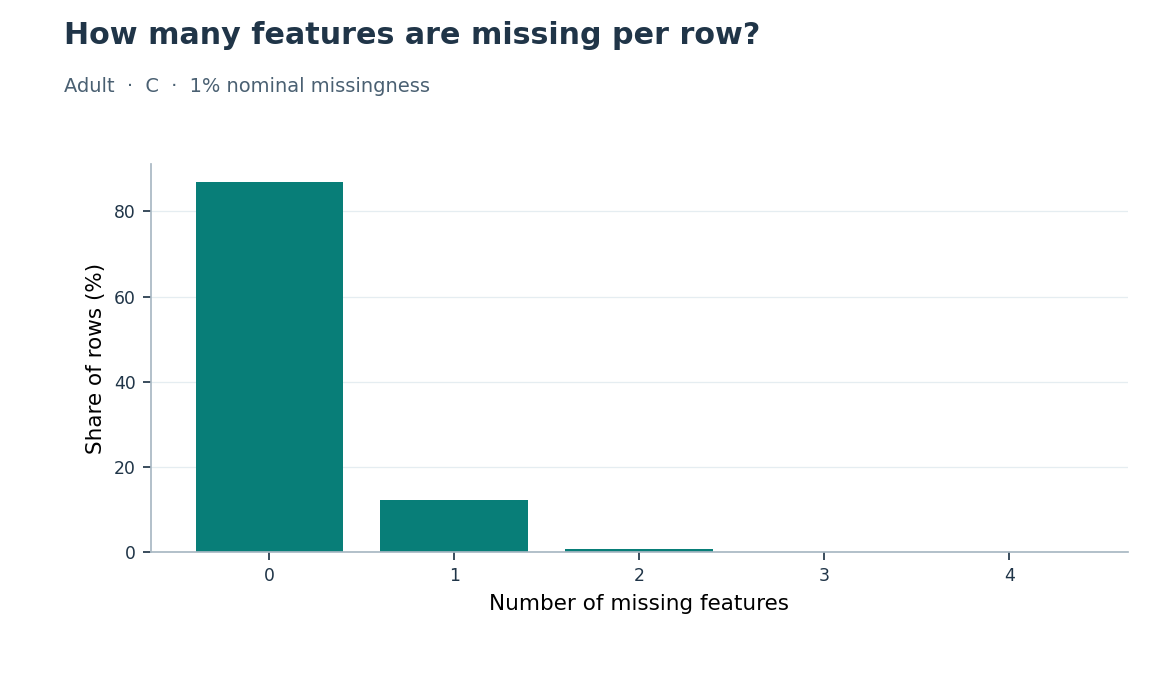 How many features are missing per row?
Adult · C · 1% nominal missingness
Share of rows (%)
80
60
40
20
0
0 1 2 3 4
Number of missing features